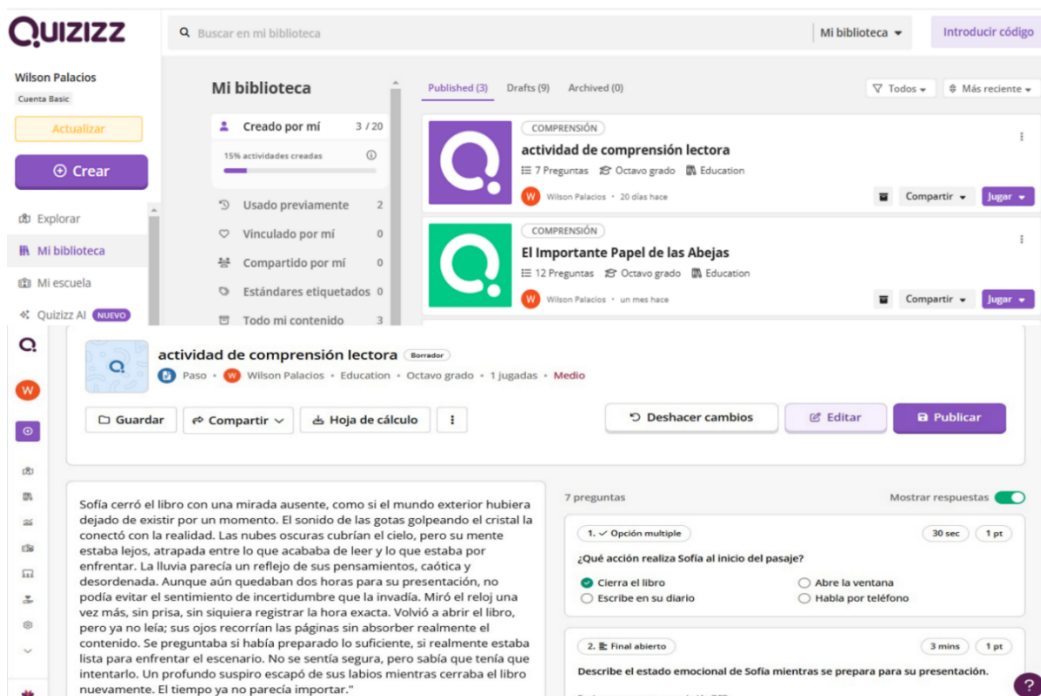 QUIZIZZ
Buscar en mi biblioteca
Mi biblioteca
Introducir código
Wilson Palacios
Cuenta Basic
Actualizar
Crear
Explorar
Mi biblioteca
Mi escuela
Quizizz AI NUEVO
Mi biblioteca
Creado por mí 3 / 20
15% actividades creadas
Usado previamente 2
Vinculado por mí 0
Compartido por mí 0
Estándares etiquetados 0
Todo mi contenido 3
Published (3) Drafts (9) Archived (0)
Todos
Más reciente
COMPRENSIÓN
actividad de comprensión lectora
7 Preguntas Octavo grado Education
W Wilson Palacios • 20 días hace
Compartir Jugar
COMPRENSIÓN
El Importante Papel de las Abejas
12 Preguntas Octavo grado Education
W Wilson Palacios • un mes hace
Compartir Jugar
W
actividad de comprensión lectora Borrador
Paso • W Wilson Palacios • Education • Octavo grado • 1 jugadas • Medio
Guardar Compartir Hoja de cálculo
Deshacer cambios Editar Publicar
Sofía cerró el libro con una mirada ausente, como si el mundo exterior hubiera
dejado de existir por un momento. El sonido de las gotas golpeando el cristal la
conectó con la realidad. Las nubes oscuras cubrían el cielo, pero su mente
estaba lejos, atrapada entre lo que acababa de leer y lo que estaba por
enfrentar. La lluvia parecía un reflejo de sus pensamientos, caótica y
desordenada. Aunque aún quedaban dos horas para su presentación, no
podía evitar el sentimiento de incertidumbre que la invadía. Miró el reloj una
vez más, sin prisa, sin siquiera registrar la hora exacta. Volvió a abrir el libro,
pero ya no leía; sus ojos recorrían las páginas sin absorber realmente el
contenido. Se preguntaba si había preparado lo suficiente, si realmente estaba
lista para enfrentar el escenario. No se sentía segura, pero sabía que tenía que
intentarlo. Un profundo suspiro escapó de sus labios mientras cerraba el libro
nuevamente. El tiempo ya no parecía importar."
7 preguntas
Mostrar respuestas
1. Opción multiple 30 sec 1 pt
¿Qué acción realiza Sofía al inicio del pasaje?
Cierra el libro Abre la ventana
Escribe en su diario Habla por teléfono
2. Final abierto 3 mins 1 pt
Describe el estado emocional de Sofía mientras se prepara para su presentación.
?